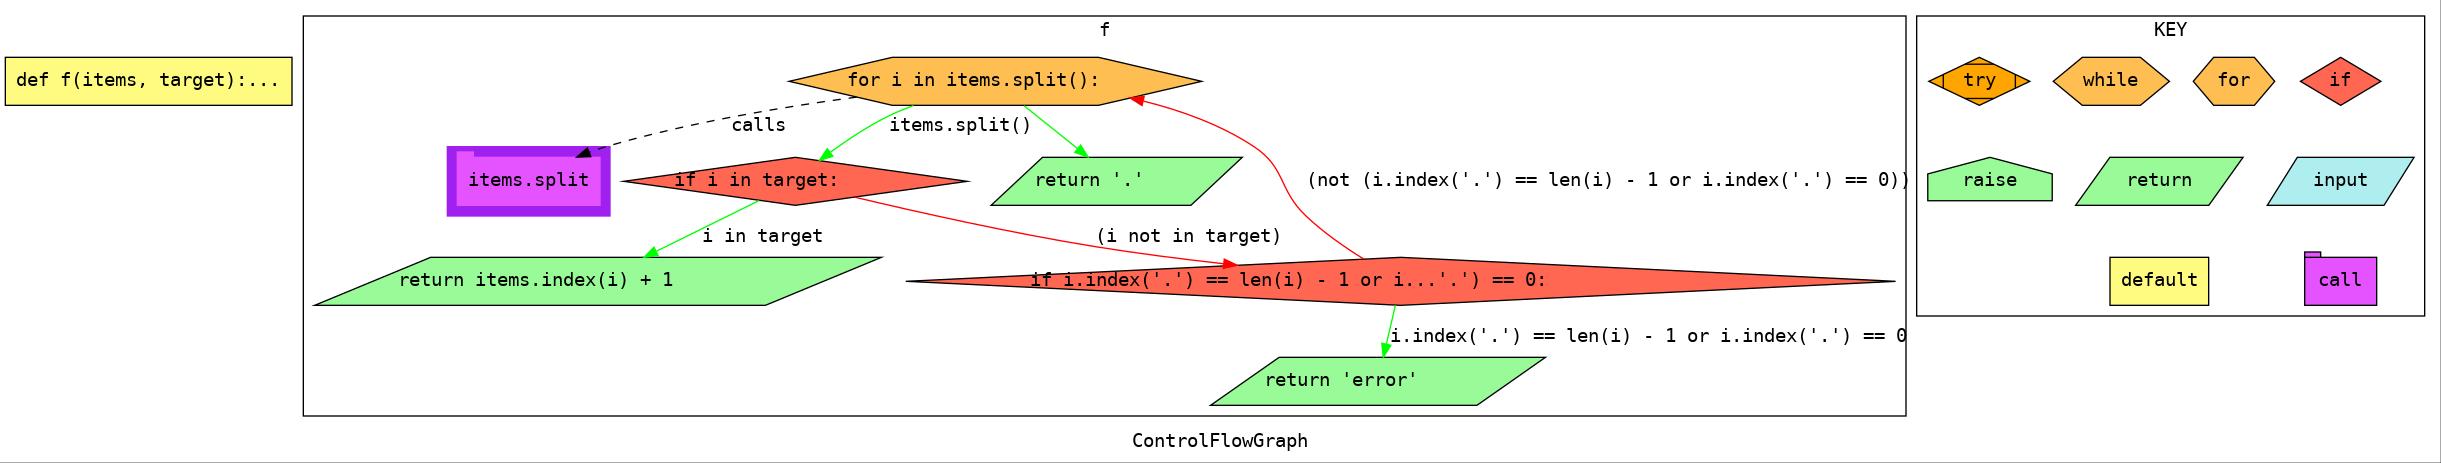 f
KEY
def f(items, target):...
for i in items.split():
try
while
for
if
calls
items.split()
items.split
if i in target:
return '.'
(not (i.index('.') == len(i) - 1 or i.index('.') == 0))
raise
return
input
i in target
(i not in target)
return items.index(i) + 1
if i.index('.') == len(i) - 1 or i...'.') == 0:
default
call
i.index('.') == len(i) - 1 or i.index('.') == 0
return 'error'
ControlFlowGraph